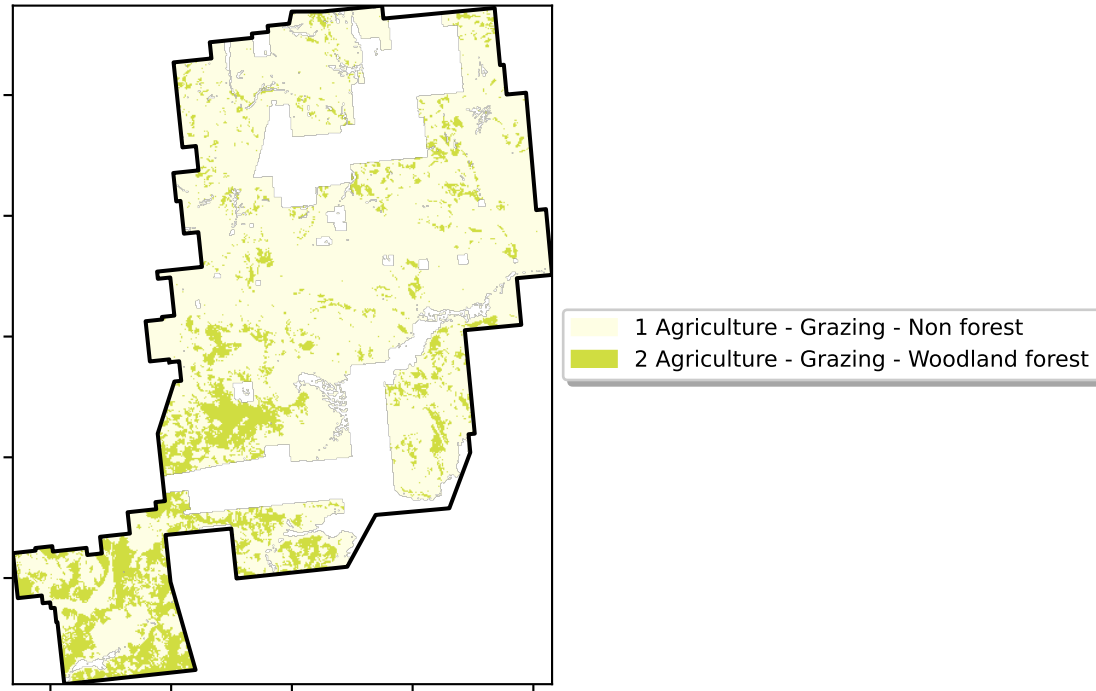 1 Agriculture - Grazing - Non forest
2 Agriculture - Grazing - Woodland forest